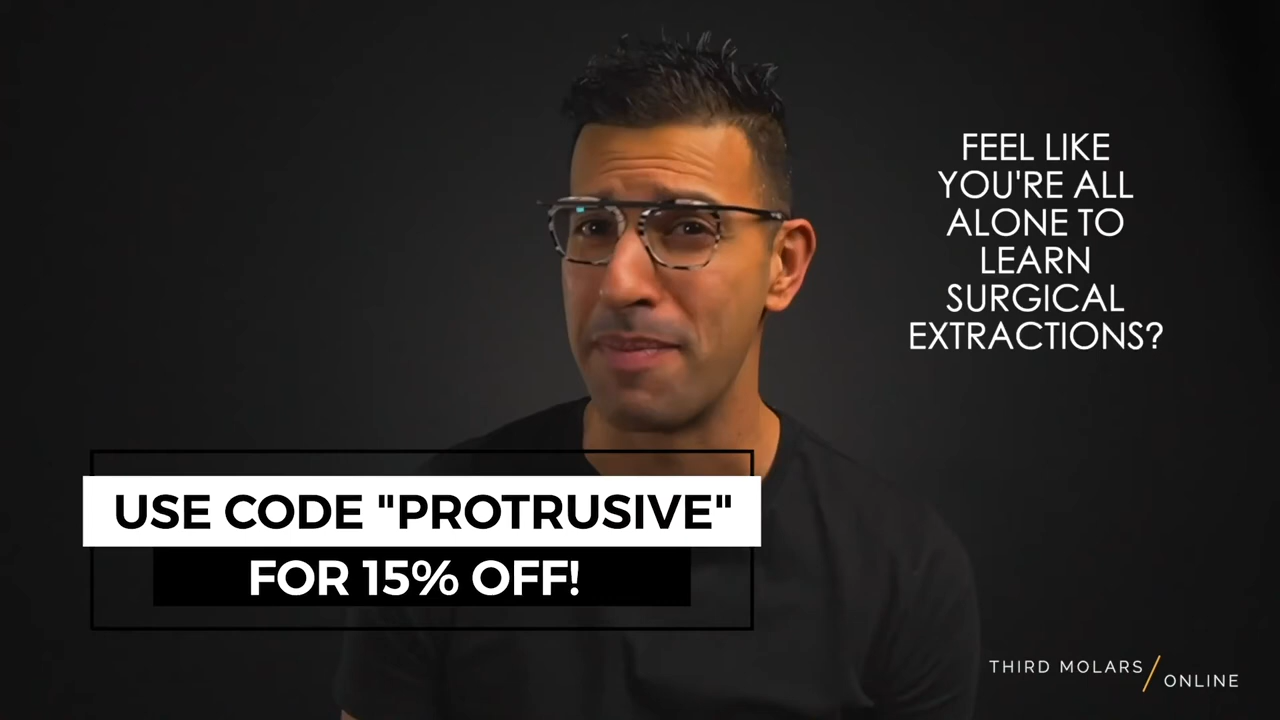 FEEL LIKE
YOU'RE ALL
ALONE TO
LEARN
SURGICAL
EXTRACTIONS?
USE CODE "PROTRUSIVE"
FOR 15% OFF!
THIRD MOLARS
ONLINE